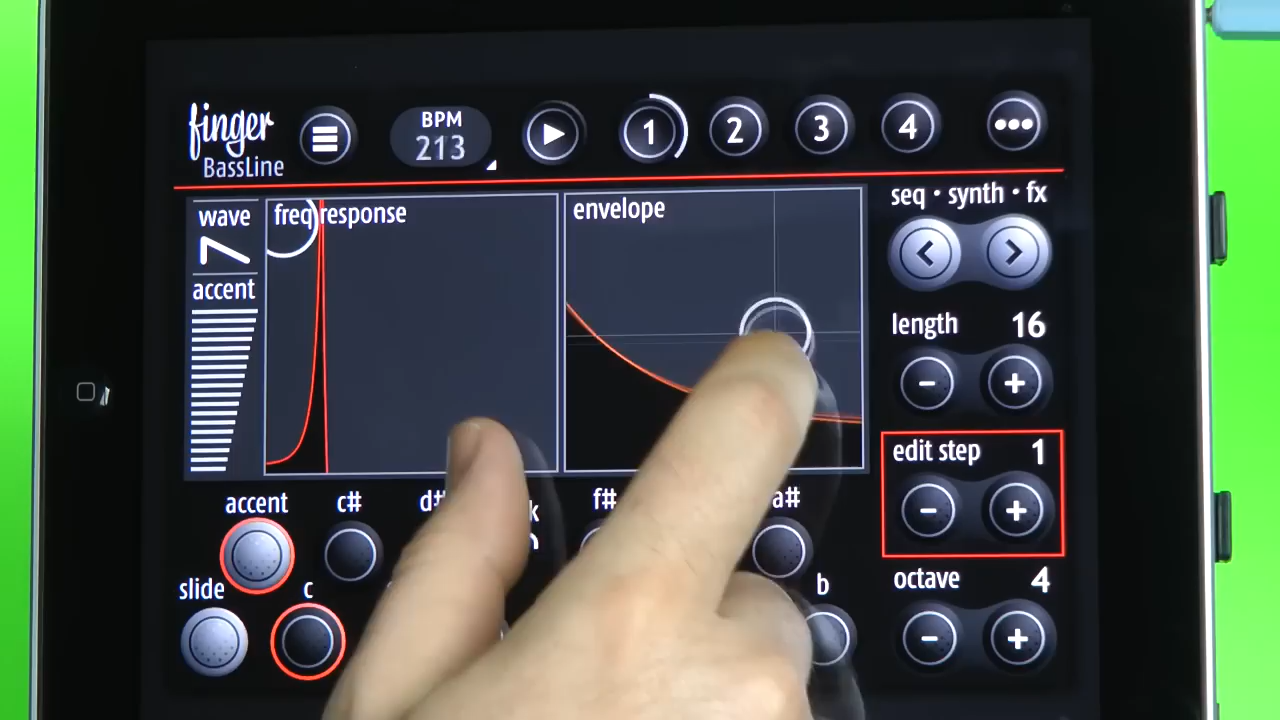 finger
BassLine
BPM
213
1
2
3
4
seq • synth • fx
wave
freq response
envelope
accent
length 16
edit step 1
accent
c#
f#
a#
slide
c
b
octave 4